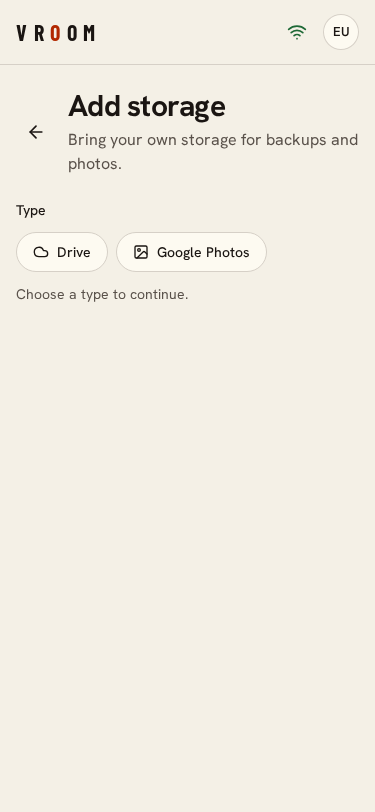 VROOM
EU
Add storage
Bring your own storage for backups and
photos.
Type
Drive
Google Photos
Choose a type to continue.